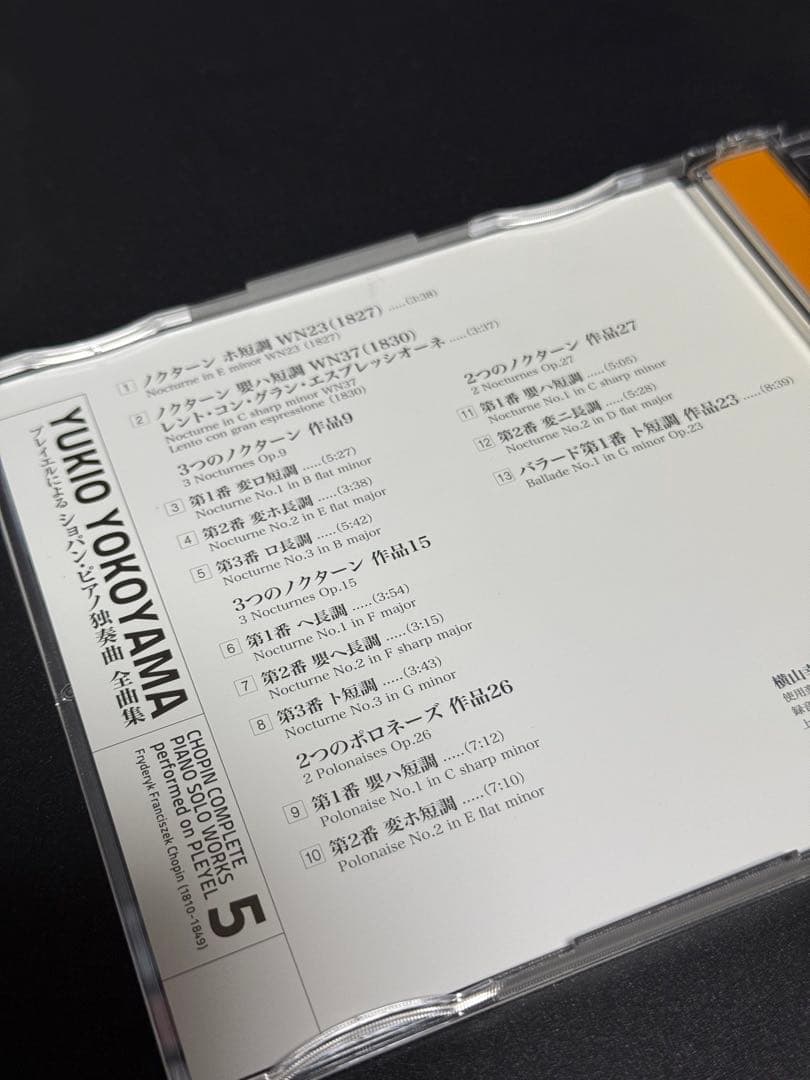 YUKIO YOKOYAMA
プレイエルによる ショパン・ピアノ独奏曲 全曲集
CHOPIN COMPLETE
PIANO SOLO WORKS
performed on PLEYEL
Fryderyk Franciszek Chopin (1810-1849)
5
1 ノクターン ホ短調 WN23(1827) .....(3:38)
Nocturne in E minor WN23 (1827)
2 ノクターン 嬰ハ短調 WN37(1830)
レント・コン・グラン・エスプレッシオーネ .....(3:37)
Nocturne in C sharp minor WN37
Lento con gran espressione (1830)
3つのノクターン 作品9
3 Nocturnes Op.9
3 第1番 変ロ短調 .....(5:27)
Nocturne No.1 in B flat minor
4 第2番 変ホ長調 .....(3:38)
Nocturne No.2 in E flat major
5 第3番 ロ長調 .....(5:42)
Nocturne No.3 in B major
3つのノクターン 作品15
3 Nocturnes Op.15
6 第1番 ヘ長調 .....(3:54)
Nocturne No.1 in F major
7 第2番 嬰ヘ長調 .....(3:15)
Nocturne No.2 in F sharp major
8 第3番 ト短調 .....(3:43)
Nocturne No.3 in G minor
2つのポロネーズ 作品26
2 Polonaises Op.26
9 第1番 嬰ハ短調 .....(7:12)
Polonaise No.1 in C sharp minor
10 第2番 変ホ短調 .....(7:10)
Polonaise No.2 in E flat minor
2つのノクターン 作品27
2 Nocturnes Op.27
11 第1番 嬰ハ短調 .....(5:05)
Nocturne No.1 in C sharp minor
12 第2番 変ニ長調 .....(5:28)
Nocturne No.2 in D flat major
13 バラード第1番 ト短調 作品23 .....(8:39)
Ballade No.1 in G minor Op.23
横山
使用
録音
上